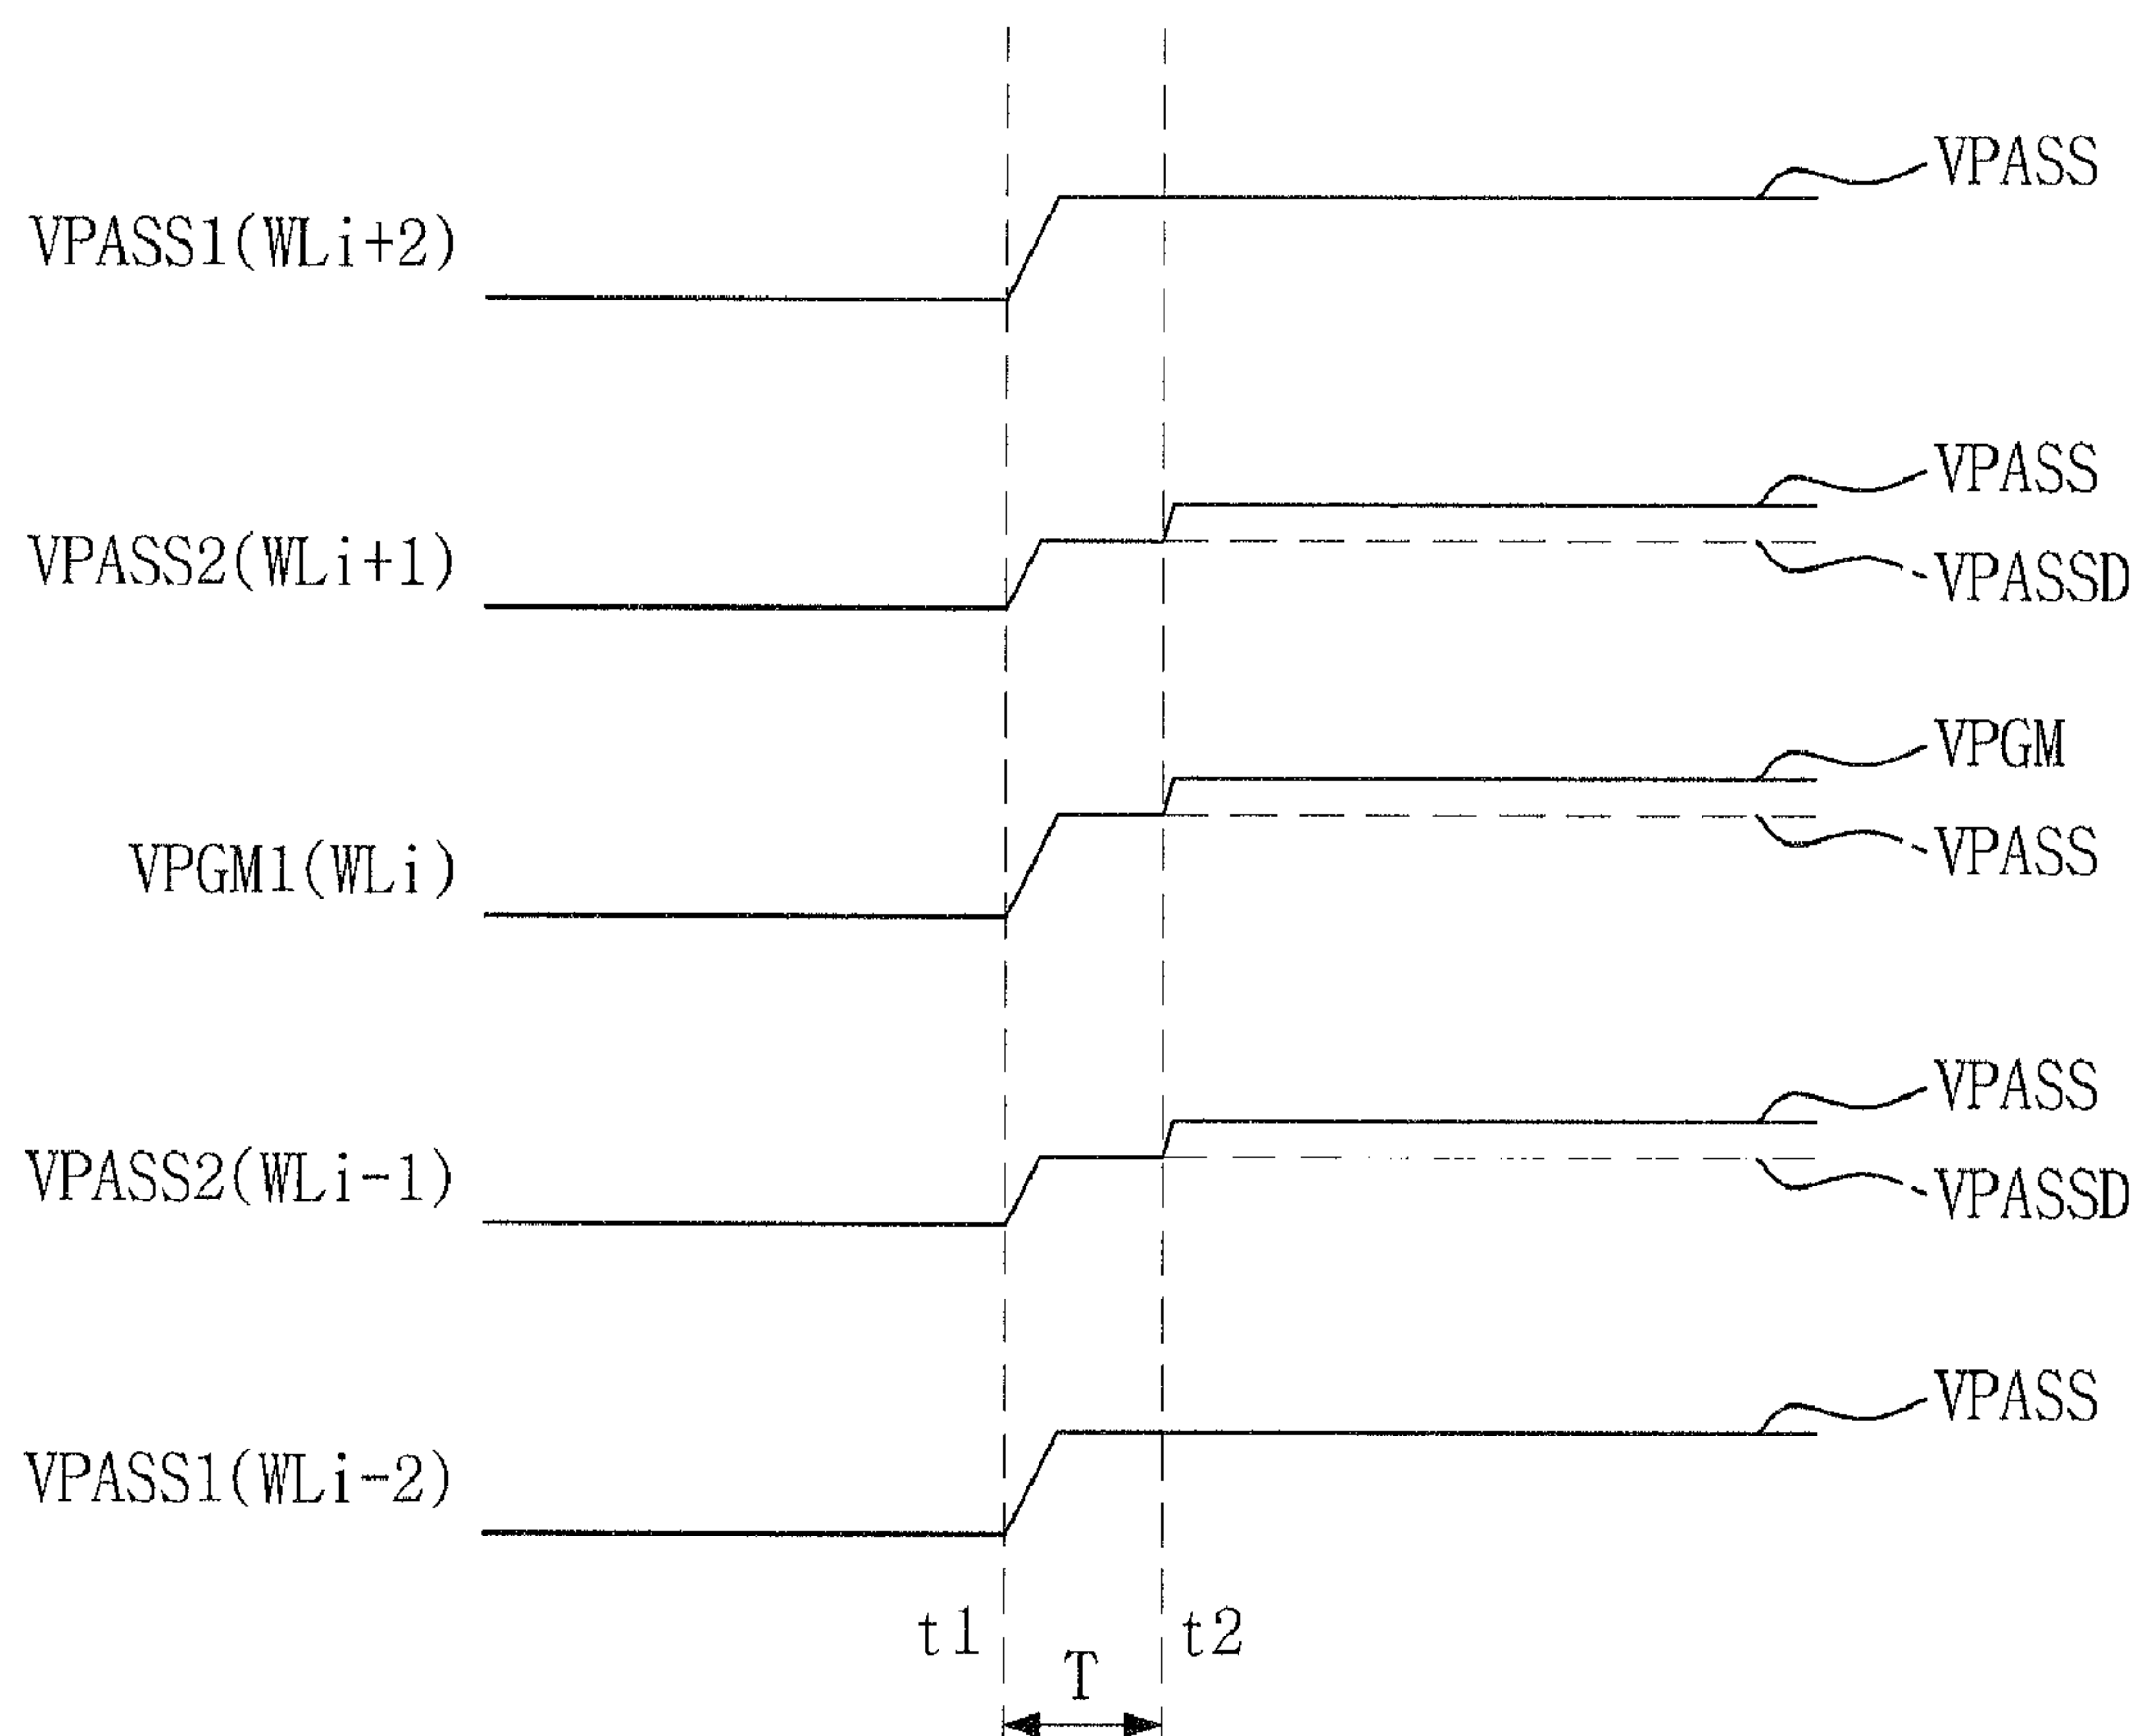 VPASS
VPASS1(WLi+2)
VPASS
VPASS2(WLi+1)
VPASSD
VPGM
VPASS
VPGM1(WLi)
VPASS
VPASS2(WLi-1)
VPASSD
VPASS
VPASS1(WLi-2)
t1
t2
T